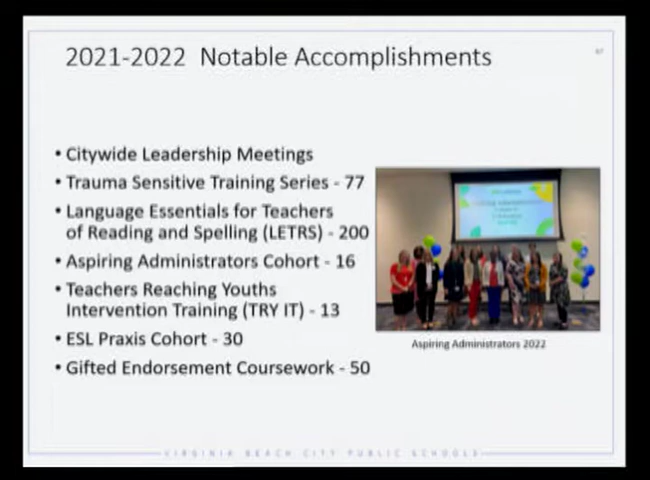 2021-2022 Notable Accomplishments
• Citywide Leadership Meetings
• Trauma Sensitive Training Series - 77
• Language Essentials for Teachers
of Reading and Spelling (LETRS) - 200
• Aspiring Administrators Cohort - 16
• Teachers Reaching Youths
Intervention Training (TRY IT) - 13
• ESL Praxis Cohort - 30
• Gifted Endorsement Coursework - 50
Aspiring Administrators 2022
VIRGINIA BEACH CITY PUBLIC SCHOOLS